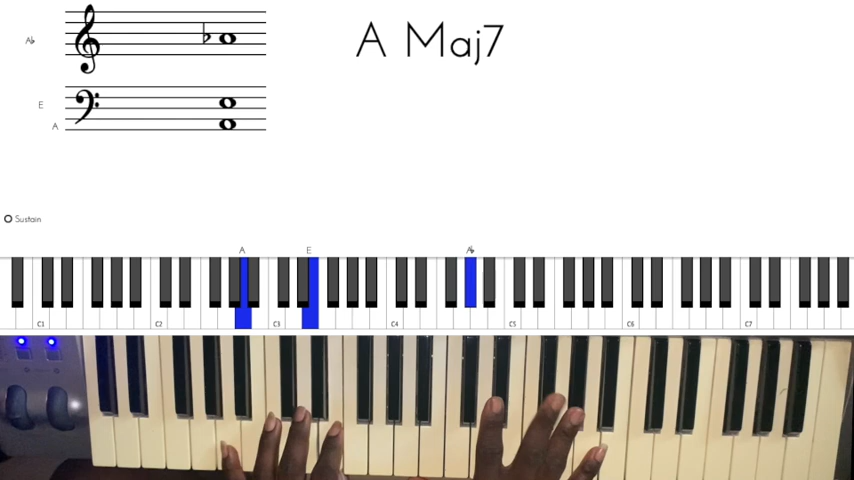 A Maj7
A♭
E
A
Sustain
A E A♭
C1 C2 C3 C4 C5 C6 C7